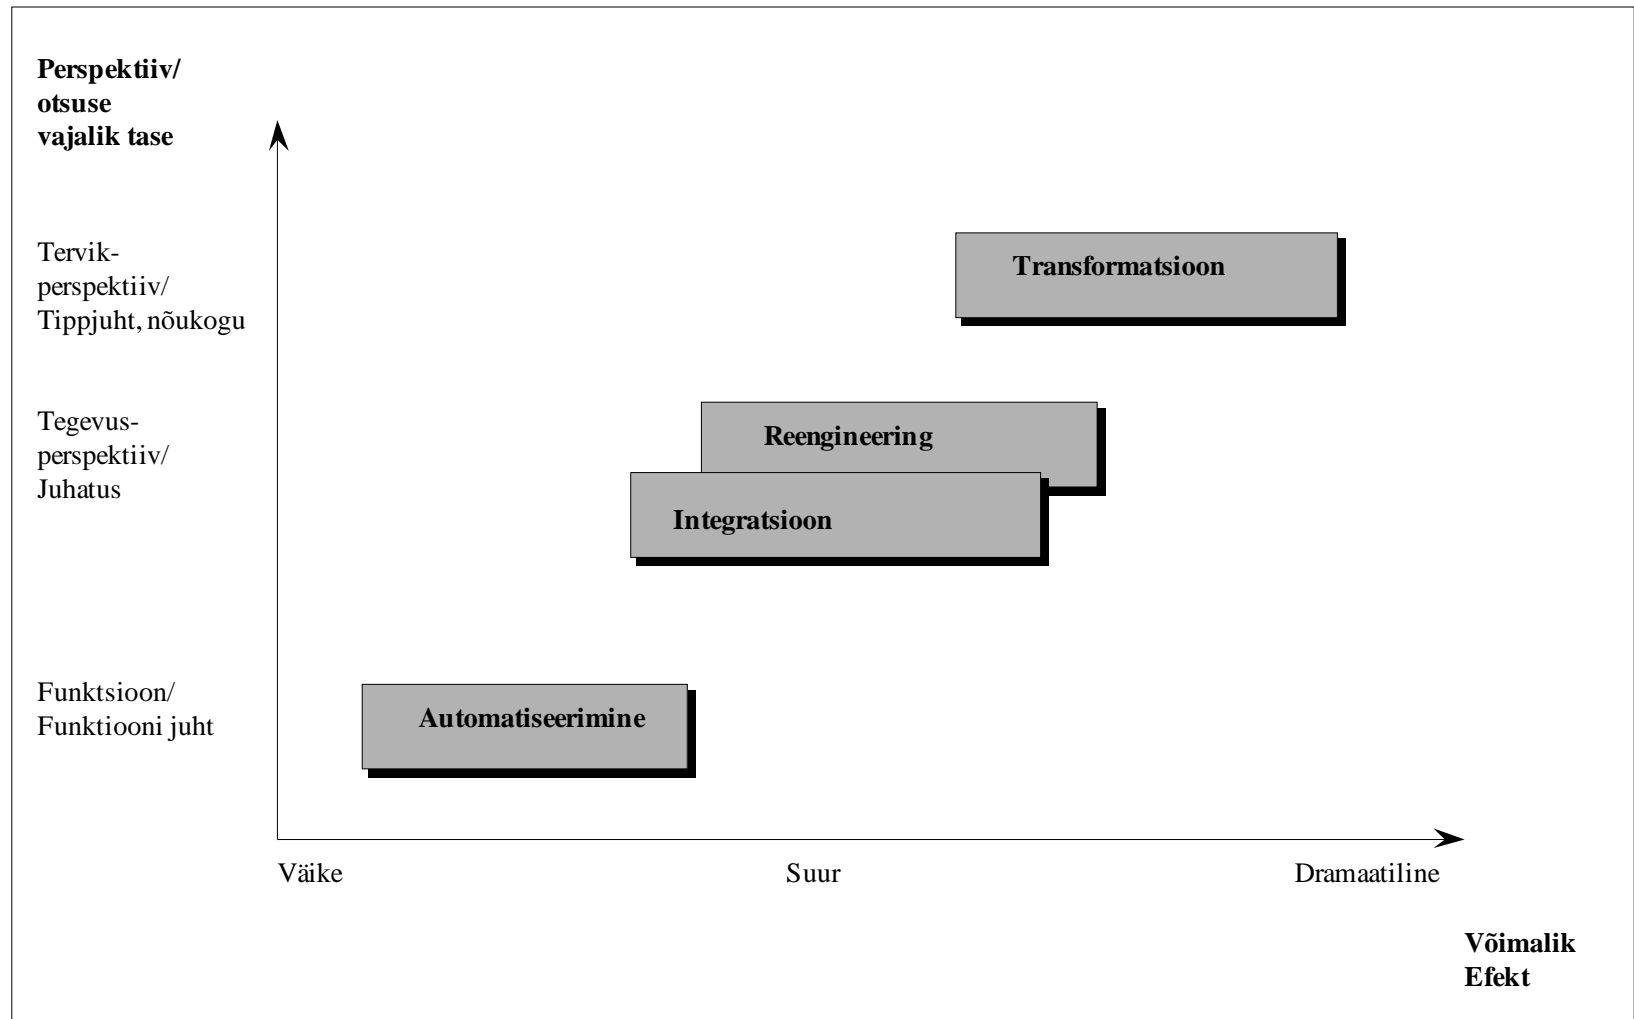 Perspektiiv/
otsuse
vajalik tase
Tervik-
perspektiiv/
Tippjuht, nõukogu
Transformatsioon
Tegevus-
perspektiiv/
Juhatus
Reengineering
Integratsioon
Funktsioon/
Funktiooni juht
Automatiseerimine
Väike
Suur
Dramaatiline
Võimalik
Efekt